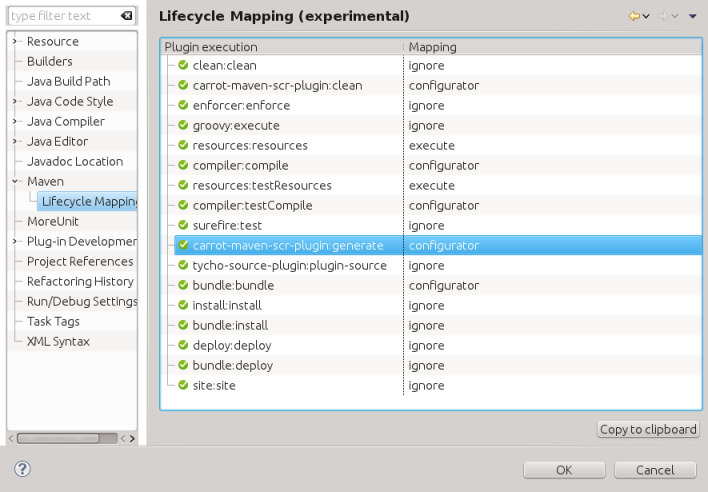 type filter text
Resource
Builders
Java Build Path
Java Code Style
Java Compiler
Java Editor
Javadoc Location
Maven
Lifecycle Mapping
MoreUnit
Plug-in Developmen
Project References
Refactoring History
Run/Debug Settings
Task Tags
XML Syntax
Lifecycle Mapping (experimental)
Plugin execution Mapping
clean:clean ignore
carrot-maven-scr-plugin:clean configurator
enforcer:enforce ignore
groovy:execute ignore
resources:resources execute
compiler:compile configurator
resources:testResources execute
compiler:testCompile configurator
surefire:test ignore
carrot-maven-scr-plugin:generate configurator
tycho-source-plugin:plugin-source ignore
bundle:bundle configurator
install:install ignore
bundle:install ignore
deploy:deploy ignore
bundle:deploy ignore
site:site ignore
Copy to clipboard
?
OK Cancel